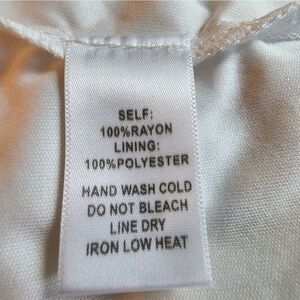 SELF:
100%RAYON
LINING:
100%POLYESTER
HAND WASH COLD
DO NOT BLEACH
LINE DRY
IRON LOW HEAT